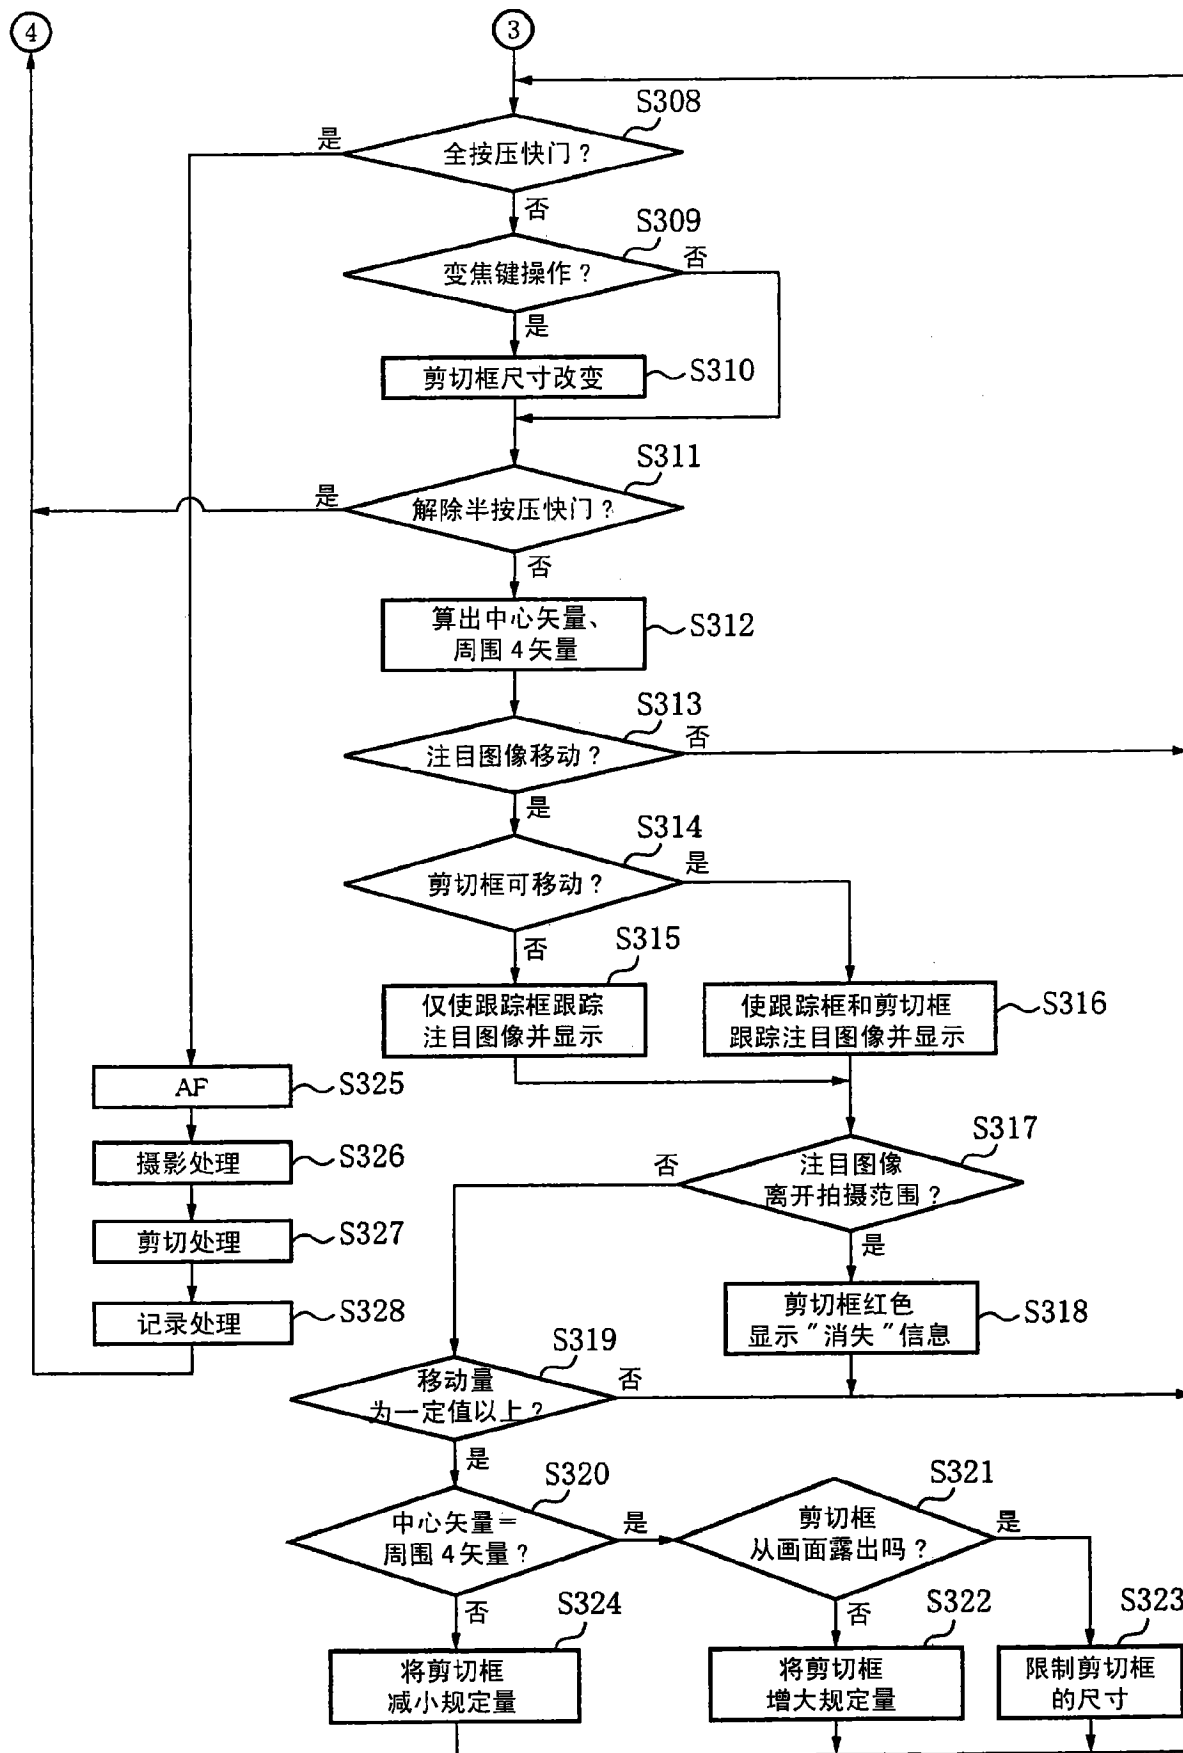 4
3
S308
全按压快门?
是
否
S309
变焦键操作?
否
是
剪切框尺寸改变
S310
S311
解除半按压快门?
是
否
算出中心矢量、
周围4矢量
S312
S313
注目图像移动?
否
是
S314
剪切框可移动?
是
否
S315
仅使跟踪框跟踪
注目图像并显示
使跟踪框和剪切框
跟踪注目图像并显示
S316
AF
S325
摄影处理
S326
剪切处理
S327
记录处理
S328
S317
注目图像
离开拍摄范围?
否
是
剪切框红色
显示"消失"信息
S318
S319
移动量
为一定值以上?
否
是
S320
中心矢量=
周围4矢量?
是
否
S321
剪切框
从画面露出吗?
是
否
S324
将剪切框
减小规定量
S322
将剪切框
增大规定量
S323
限制剪切框
的尺寸